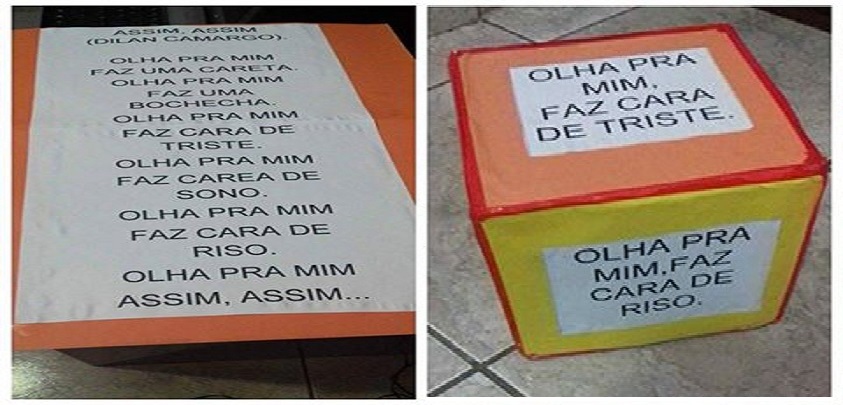 ASSIM, ASSIM
(DILAN CAMARGO).
OLHA PRA MIM
FAZ UMA CARETA.
OLHA PRA MIM
FAZ UMA
BOCHECHA.
OLHA PRA MIM
FAZ CARA DE
TRISTE.
OLHA PRA MIM
FAZ CAREA DE
SONO.
OLHA PRA MIM
FAZ CARA DE
RISO.
OLHA PRA MIM
ASSIM, ASSIM...
OLHA PRA
MIM,
FAZ CARA
DE TRISTE.
OLHA PRA
MIM,FAZ
CARA DE
RISO.